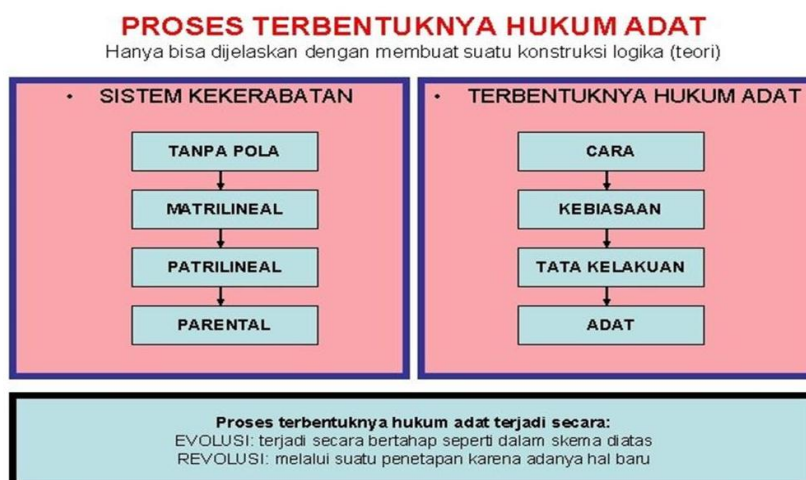 PROSES TERBENTUKNYA HUKUM ADAT
Hanya bisa dijelaskan dengan membuat suatu konstruksi logika (teori)
• SISTEM KEKERABATAN
TANPA POLA
MATRILINEAL
PATRILINEAL
PARENTAL
• TERBENTUKNYA HUKUM ADAT
CARA
KEBIASAAN
TATA KELAKUAN
ADAT
Proses terbentuknya hukum adat terjadi secara:
EVOLUSI: terjadi secara bertahap seperti dalam skema diatas
REVOLUSI: melalui suatu penetapan karena adanya hal baru